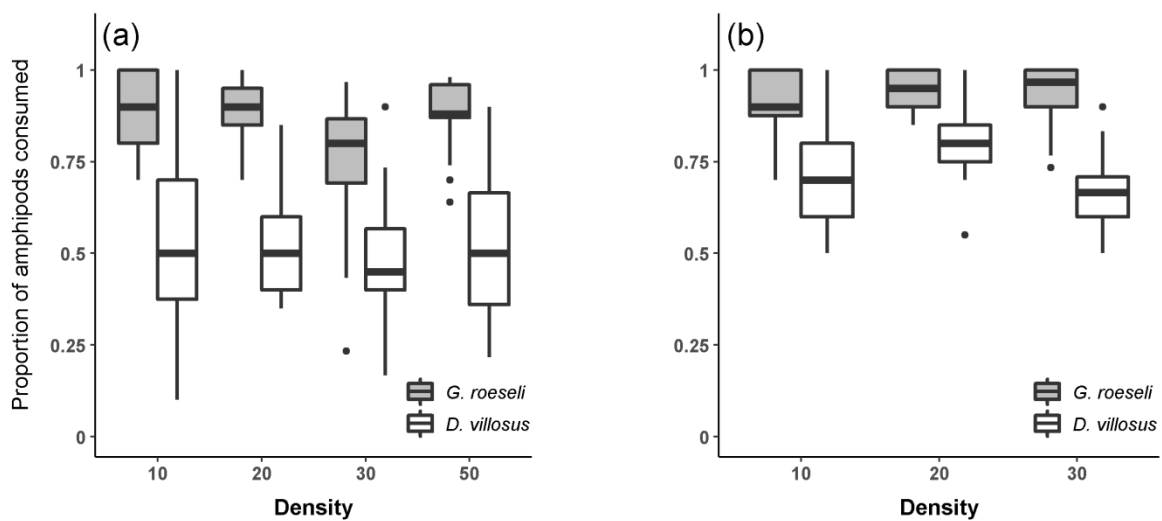 (a)
Proportion of amphipods consumed
1
0.75
0.5
0.25
0
G. roeseli
D. villosus
10 20 30 50
Density
(b)
1
0.75
0.5
0.25
0
G. roeseli
D. villosus
10 20 30
Density